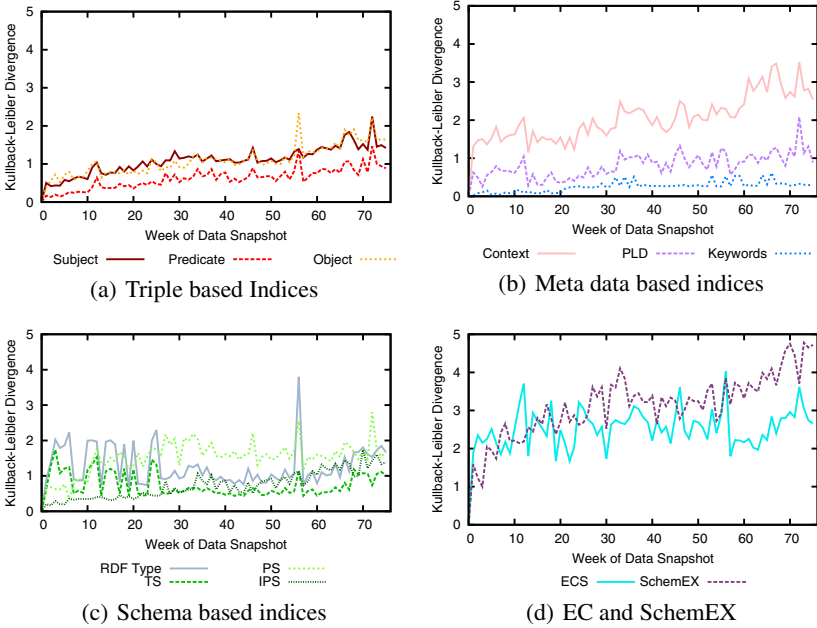 5
4
3
2
1
0
Kullback-Leibler Divergence
0 10 20 30 40 50 60 70
Week of Data Snapshot
Subject Predicate Object
(a) Triple based Indices
5
4
3
2
1
0
Kullback-Leibler Divergence
0 10 20 30 40 50 60 70
Week of Data Snapshot
Context PLD Keywords
(b) Meta data based indices
5
4
3
2
1
0
Kullback-Leibler Divergence
0 10 20 30 40 50 60 70
Week of Data Snapshot
RDF Type PS
TS IPS
(c) Schema based indices
5
4
3
2
1
0
Kullback-Leibler Divergence
0 10 20 30 40 50 60 70
Week of Data Snapshot
ECS SchemEX
(d) EC and SchemEX